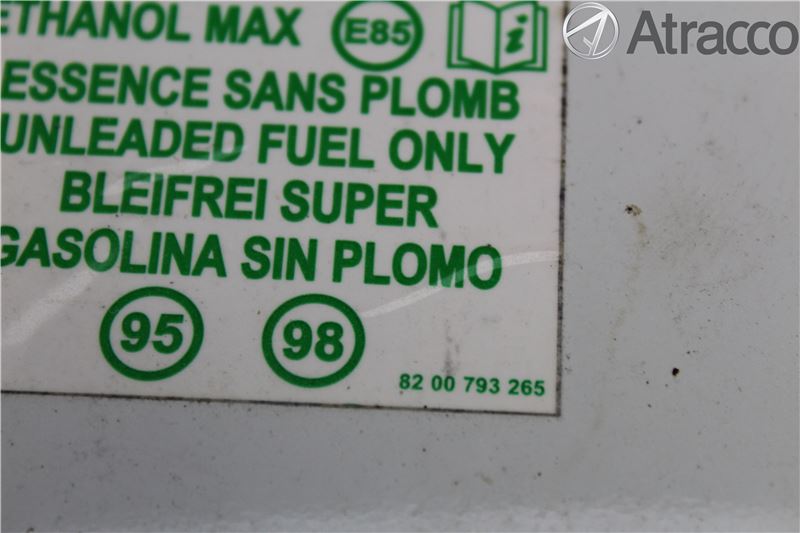 ETHANOL MAX E85
Atracco
ESSENCE SANS PLOMB
UNLEADED FUEL ONLY
BLEIFREI SUPER
GASOLINA SIN PLOMO
95 98
82 00 793 265